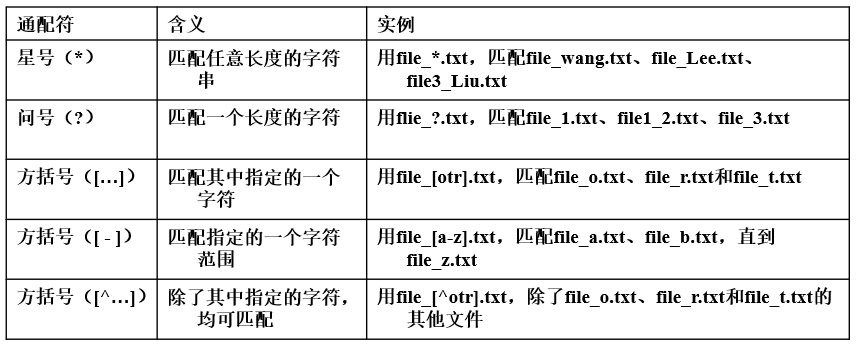 通配符 含义 实例
星号（*） 匹配任意长度的字符 用file_*.txt，匹配file_wang.txt、file_Lee.txt、
串 file3_Liu.txt
问号（?） 匹配一个长度的字符 用flie_?.txt，匹配file_1.txt、file1_2.txt、file_3.txt
方括号（[…]） 匹配其中指定的一个 用file_[otr].txt，匹配file_o.txt、file_r.txt和file_t.txt
字符
方括号（[ - ]） 匹配指定的一个字符 用file_[a-z].txt，匹配file_a.txt、file_b.txt，直到
范围 file_z.txt
方括号（[^…]） 除了其中指定的字符， 用file_[^otr].txt，除了file_o.txt、file_r.txt和file_t.txt的
均可匹配 其他文件